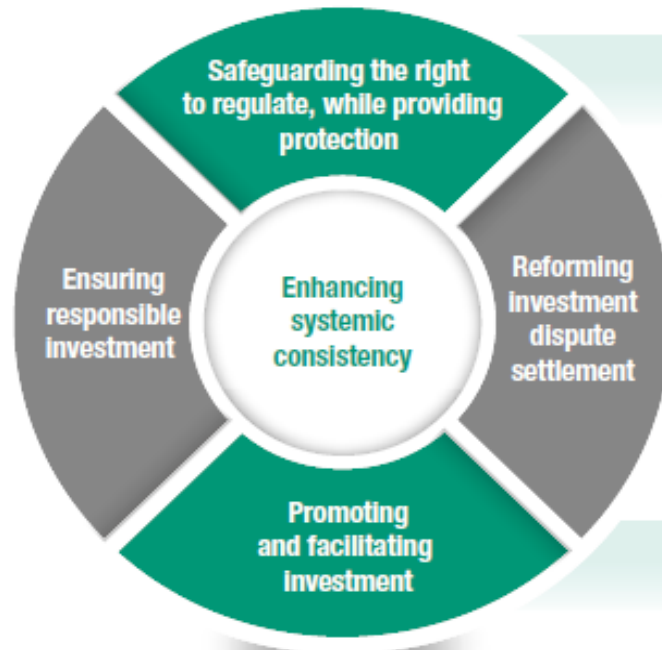 Safeguarding the right
to regulate, while providing
protection
Ensuring
responsible
investment
Enhancing
systemic
consistency
Reforming
investment
dispute
settlement
Promoting
and facilitating
investment